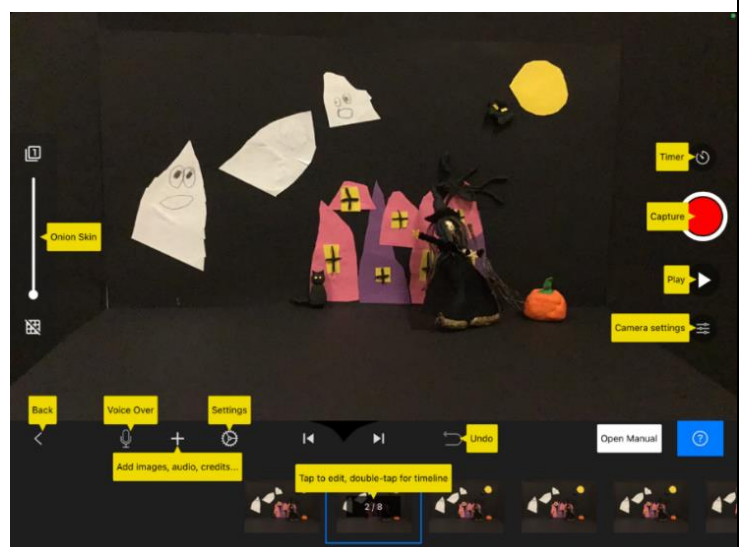 1
Timer
Capture
Onion Skin
Play
Camera settings
Back
Voice Over
Settings
Undo
Open Manual
?
Add images, audio, credits...
Tap to edit, double-tap for timeline
2 / 8